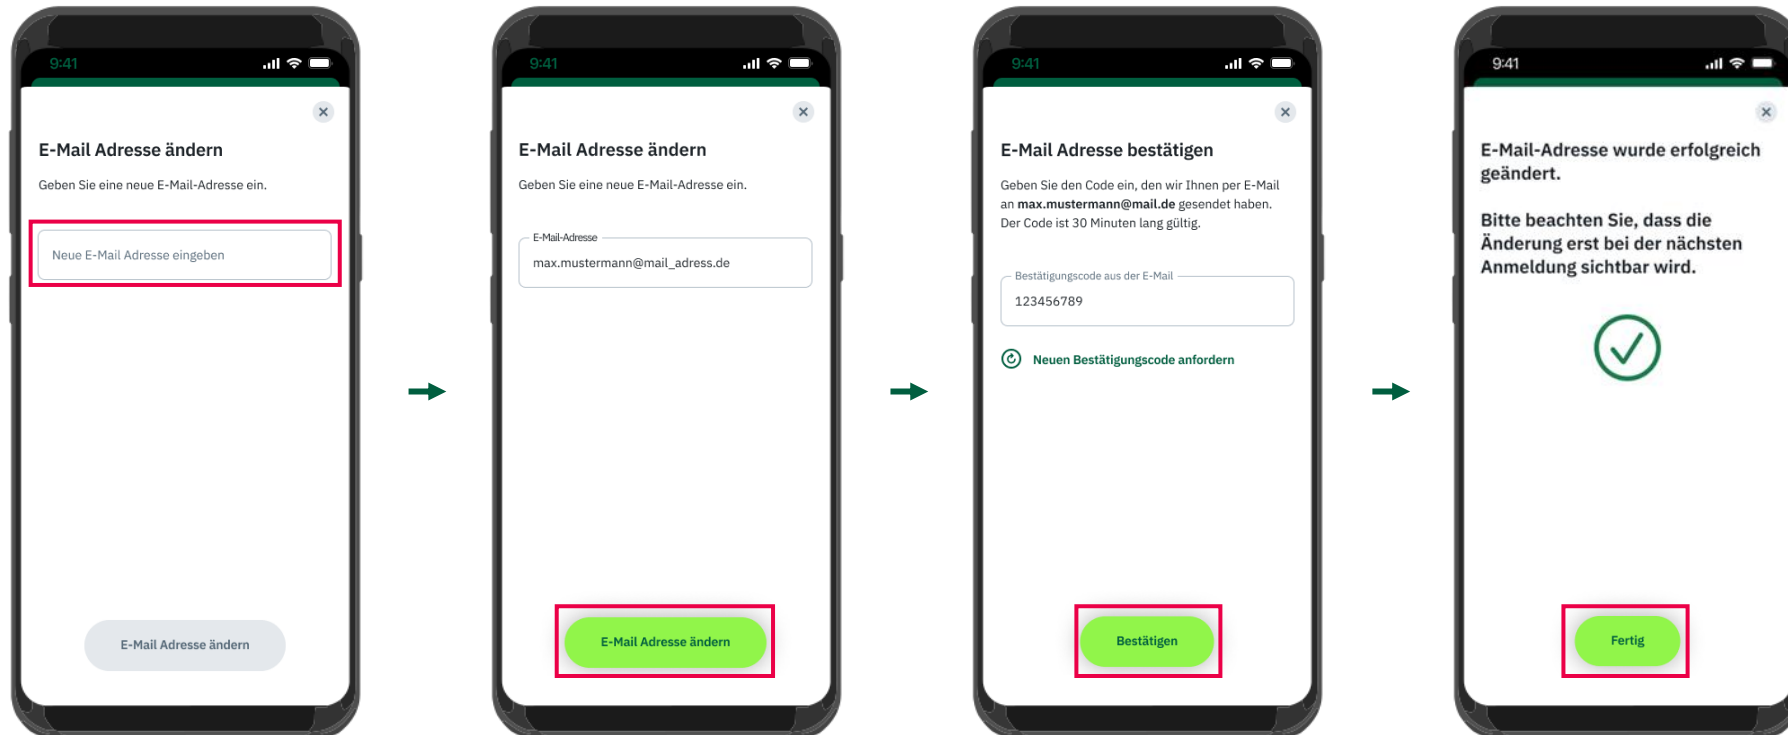 9:41
E-Mail Adresse ändern
Geben Sie eine neue E-Mail-Adresse ein.
Neue E-Mail Adresse eingeben
E-Mail Adresse ändern
9:41
E-Mail Adresse ändern
Geben Sie eine neue E-Mail-Adresse ein.
E-Mail-Adresse
max.mustermann@mail_adress.de
E-Mail Adresse ändern
9:41
E-Mail Adresse bestätigen
Geben Sie den Code ein, den wir Ihnen per E-Mail
an max.mustermann@mail.de gesendet haben.
Der Code ist 30 Minuten lang gültig.
Bestätigungscode aus der E-Mail
123456789
Neuen Bestätigungscode anfordern
Bestätigen
9:41
E-Mail-Adresse wurde erfolgreich
geändert.
Bitte beachten Sie, dass die
Änderung erst bei der nächsten
Anmeldung sichtbar wird.
Fertig